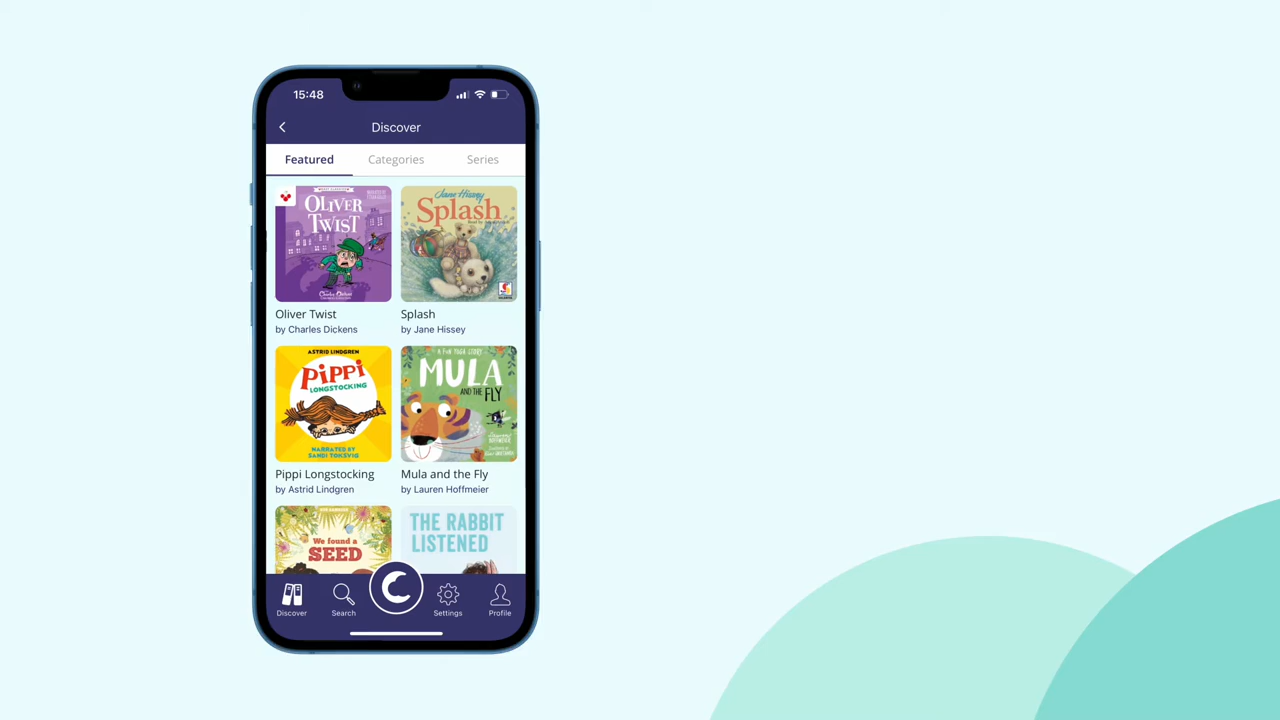 15:48
Discover
Featured
Categories
Series
OLIVER
TWIST
Charles Dickens
Oliver Twist
by Charles Dickens
Jane Hissey
Splash
Splash
by Jane Hissey
ASTRID LINDGREN
PIPPI
LONGSTOCKING
NARRATED BY
SANDI TOKSVIG
Pippi Longstocking
by Astrid Lindgren
A FUN YOGA STORY
MULA
AND THE FLY
Mula and the Fly
by Lauren Hoffmeier
We found a
SEED
THE RABBIT
LISTENED
Discover
Search
Settings
Profile